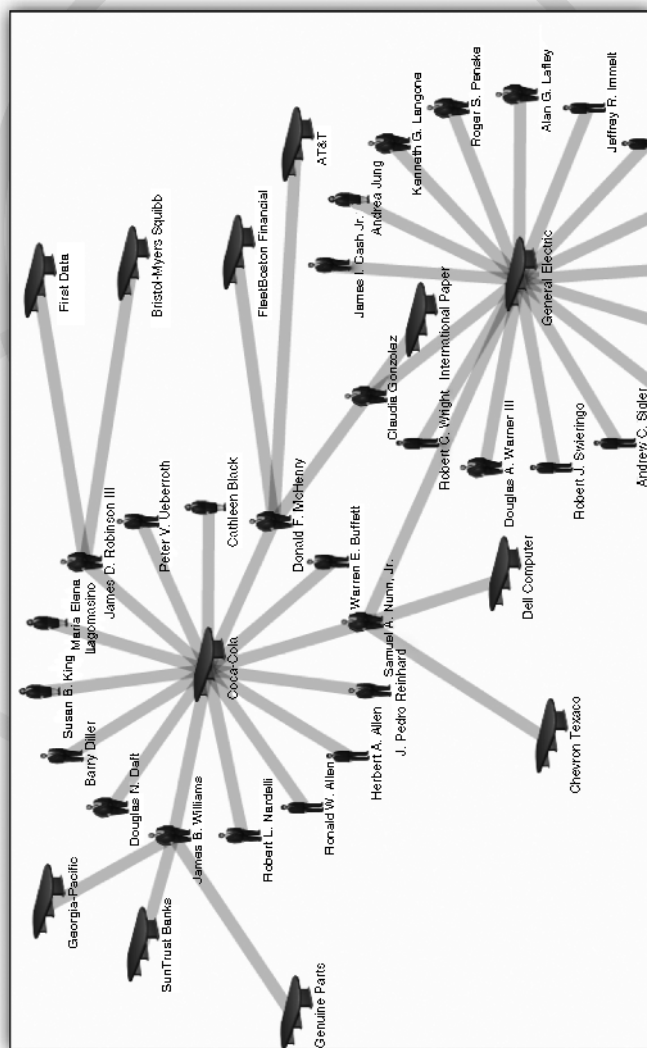 First Data
Bristol-Myers Squibb
FleetBoston Financial
AT&T
Susan B. King
Maria Elena
Lagomasino
Barry Diller
James D. Robinson III
Georgia-Pacific
Douglas N. Daft
Peter V. Ueberroth
SunTrust Banks
James B. Williams
Coca-Cola
Cathleen Black
Robert L. Nardelli
Donald F. McHenry
Genuine Parts
Ronald W. Allen
Warren E. Buffett
Herbert A. Allen
J. Pedro Reinhard
Samuel A. Nunn, Jr.
Claudia Gonzolez
James I. Cash Jr.
Andrea Jung
Kenneth G. Langone
Robert C. Wright
International Paper
Roger S. Penske
Douglas A. Warner III
General Electric
Alan G. Lafley
Dell Computer
Chevron Texaco
Robert J. Swieringo
Jeffrey R. Immelt
Andrew C. Sigler